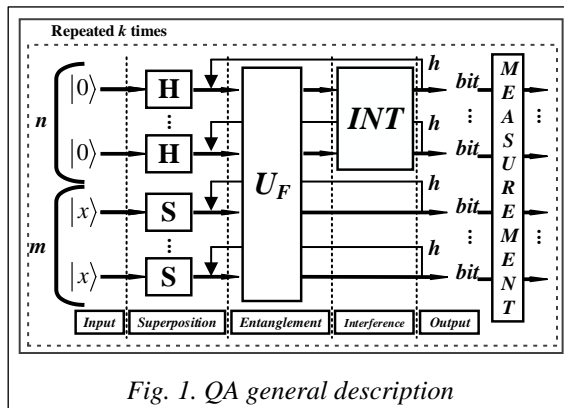 Repeated k times
n
m
|0⟩
H
h
bit
⋮
⋮
|0⟩
H
h
bit
|x⟩
S
h
bit
⋮
⋮
|x⟩
S
h
bit
U_F
INT
MEASUREMENT
Input
Superposition
Entanglement
Interference
Output
Fig. 1. QA general description